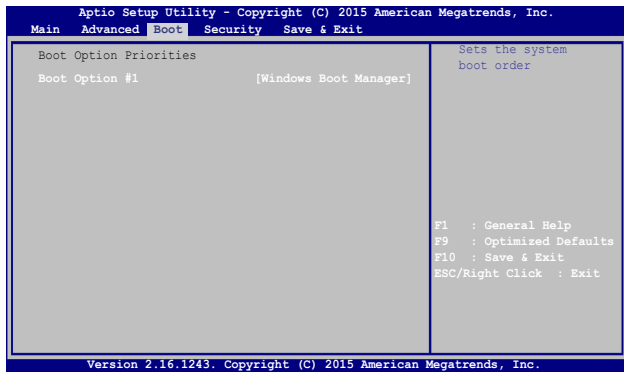 Aptio Setup Utility - Copyright (C) 2015 American Megatrends, Inc.
Main Advanced Boot Security Save & Exit
Boot Option Priorities
Boot Option #1 [Windows Boot Manager]
Sets the system
boot order
F1 : General Help
F9 : Optimized Defaults
F10 : Save & Exit
ESC/Right Click : Exit
Version 2.16.1243. Copyright (C) 2015 American Megatrends, Inc.